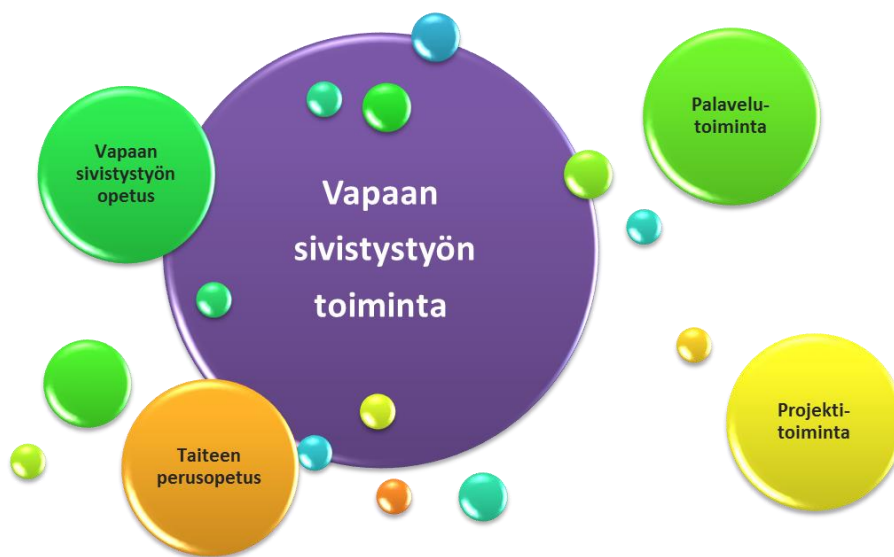 Vapaan
sivistystyön
toiminta
Vapaan
sivistystyön
opetus
Palavelu-
toiminta
Taiteen
perusopetus
Projekti-
toiminta